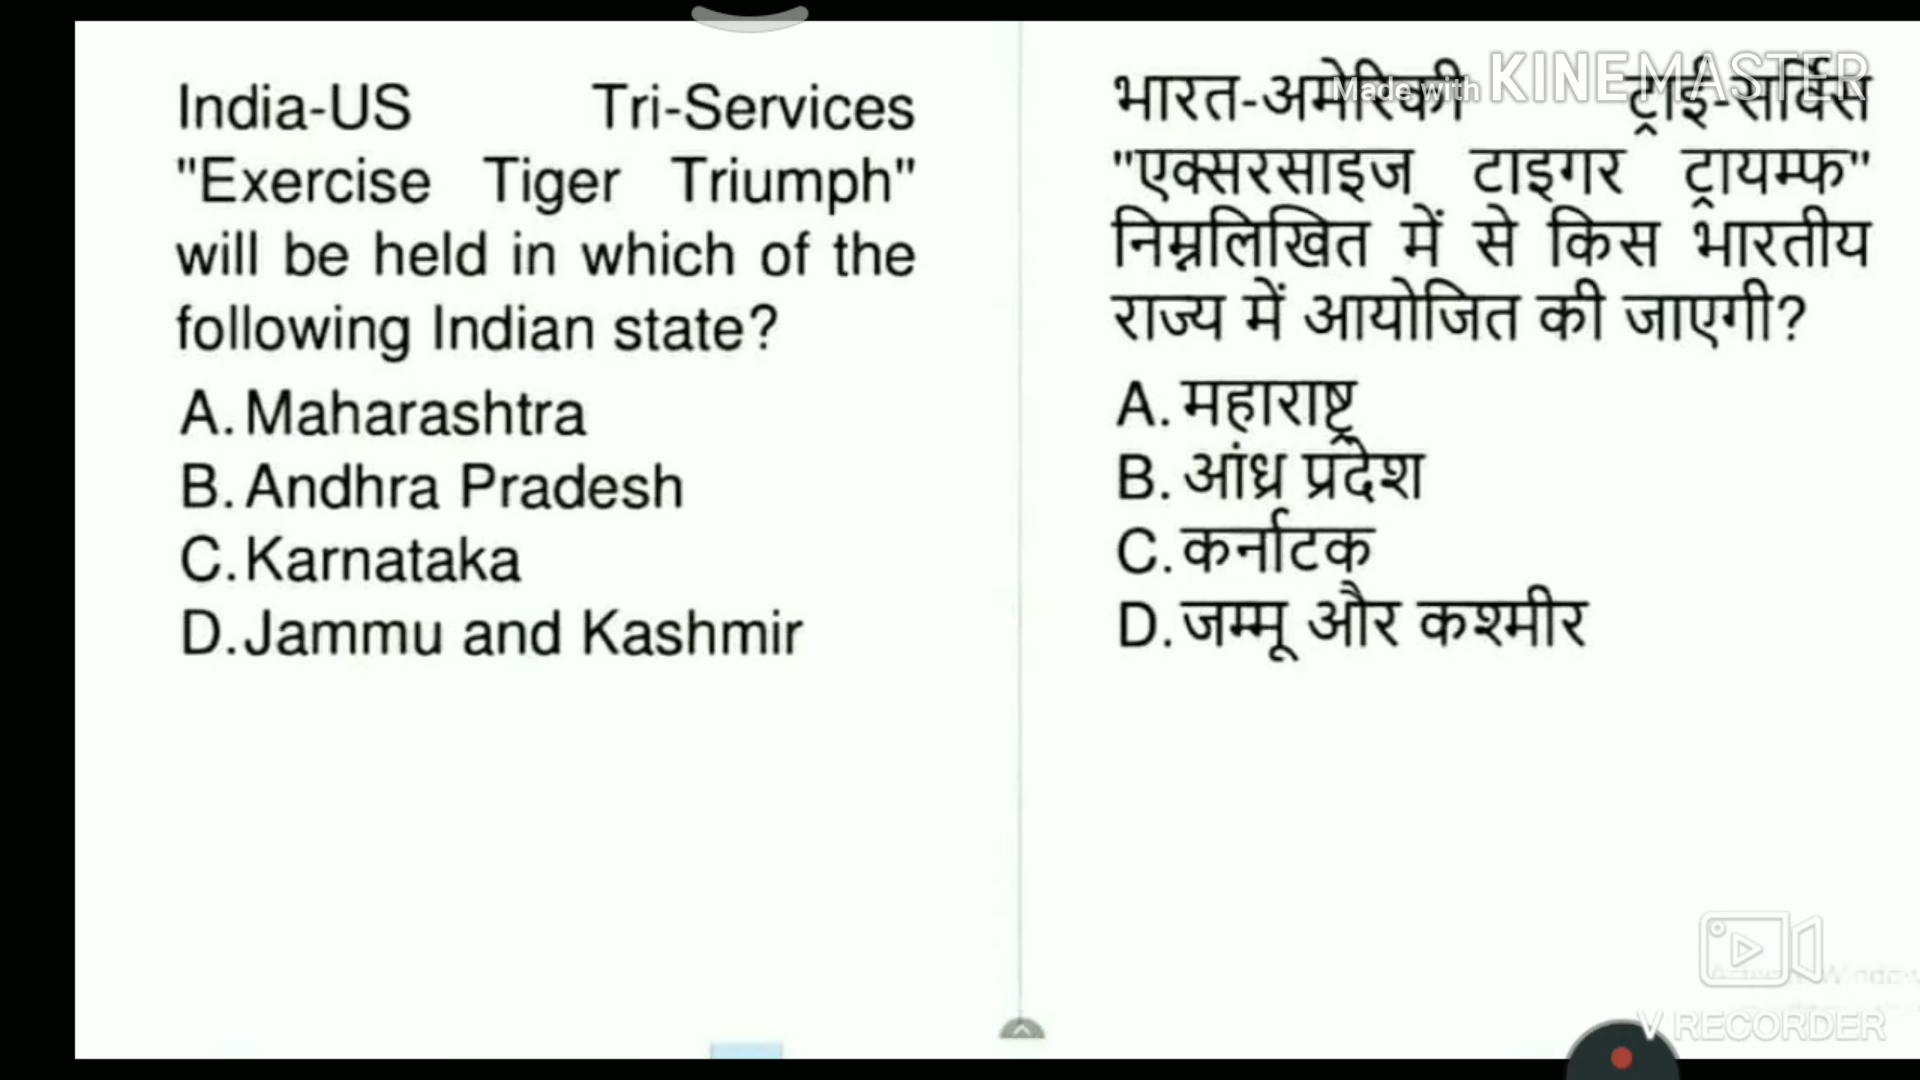 India-US Tri-Services
"Exercise Tiger Triumph"
will be held in which of the
following Indian state?
A. Maharashtra
B. Andhra Pradesh
C. Karnataka
D. Jammu and Kashmir
Made with KINEMASTER
भारत-अमेरिकी ट्राई-सर्विस
"एक्सरसाइज टाइगर ट्रायम्फ"
निम्नलिखित में से किस भारतीय
राज्य में आयोजित की जाएगी?
A. महाराष्ट्र
B. आंध्र प्रदेश
C. कर्नाटक
D. जम्मू और कश्मीर
V RECORDER